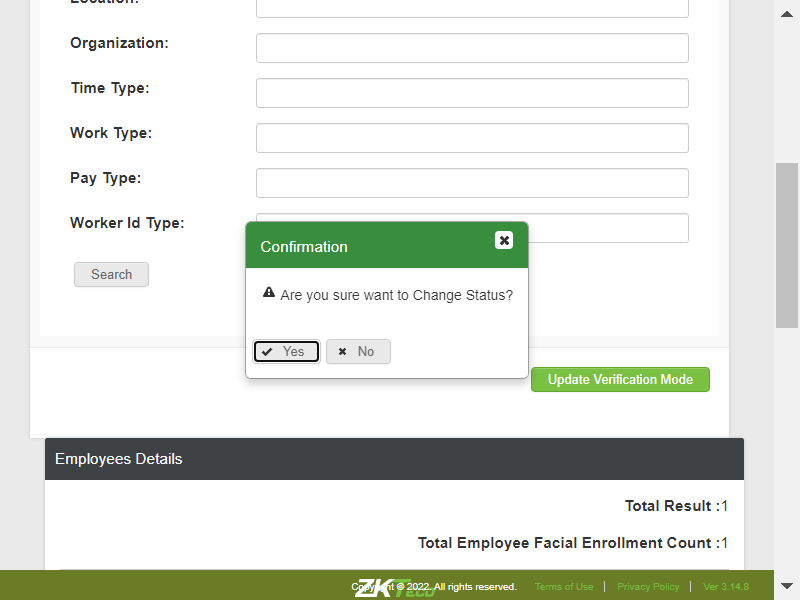 Location:
Organization:
Time Type:
Work Type:
Pay Type:
Worker Id Type:
Search
Confirmation
Are you sure want to Change Status?
Yes
No
Update Verification Mode
Employees Details
Total Result :1
Total Employee Facial Enrollment Count :1
ZKTeco
Copyright © 2022. All rights reserved. Terms of Use | Privacy Policy | Ver 3.14.8